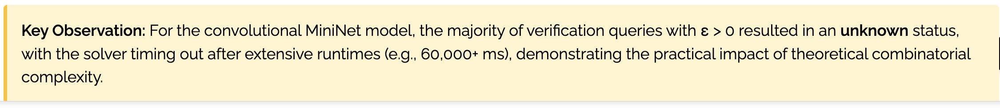 Key Observation: For the convolutional MiniNet model, the majority of verification queries with ε > 0 resulted in an unknown status,
with the solver timing out after extensive runtimes (e.g., 60,000+ ms), demonstrating the practical impact of theoretical combinatorial
complexity.